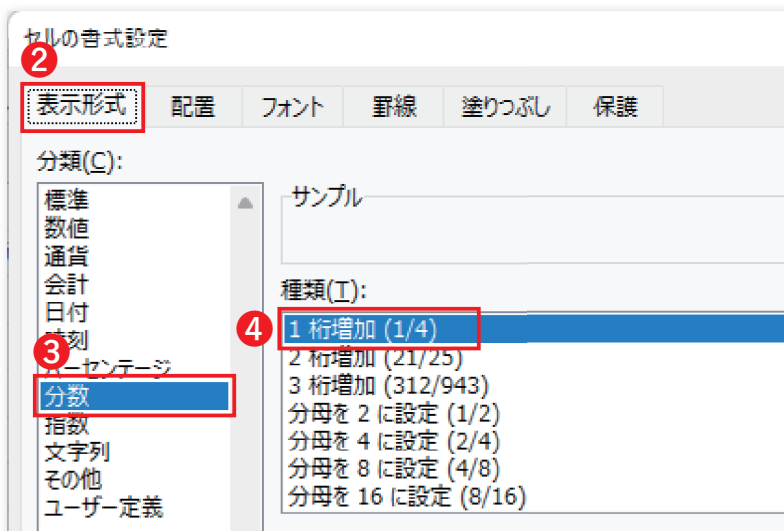 セルの書式設定
2
表示形式 配置 フォント 罫線 塗りつぶし 保護
分類(C):
標準
数値
通貨
会計
日付
時刻
パーセンテージ
3
分数
指数
文字列
その他
ユーザー定義
サンプル
種類(T):
4
1 桁増加 (1/4)
2 桁増加 (21/25)
3 桁増加 (312/943)
分母を 2 に設定 (1/2)
分母を 4 に設定 (2/4)
分母を 8 に設定 (4/8)
分母を 16 に設定 (8/16)